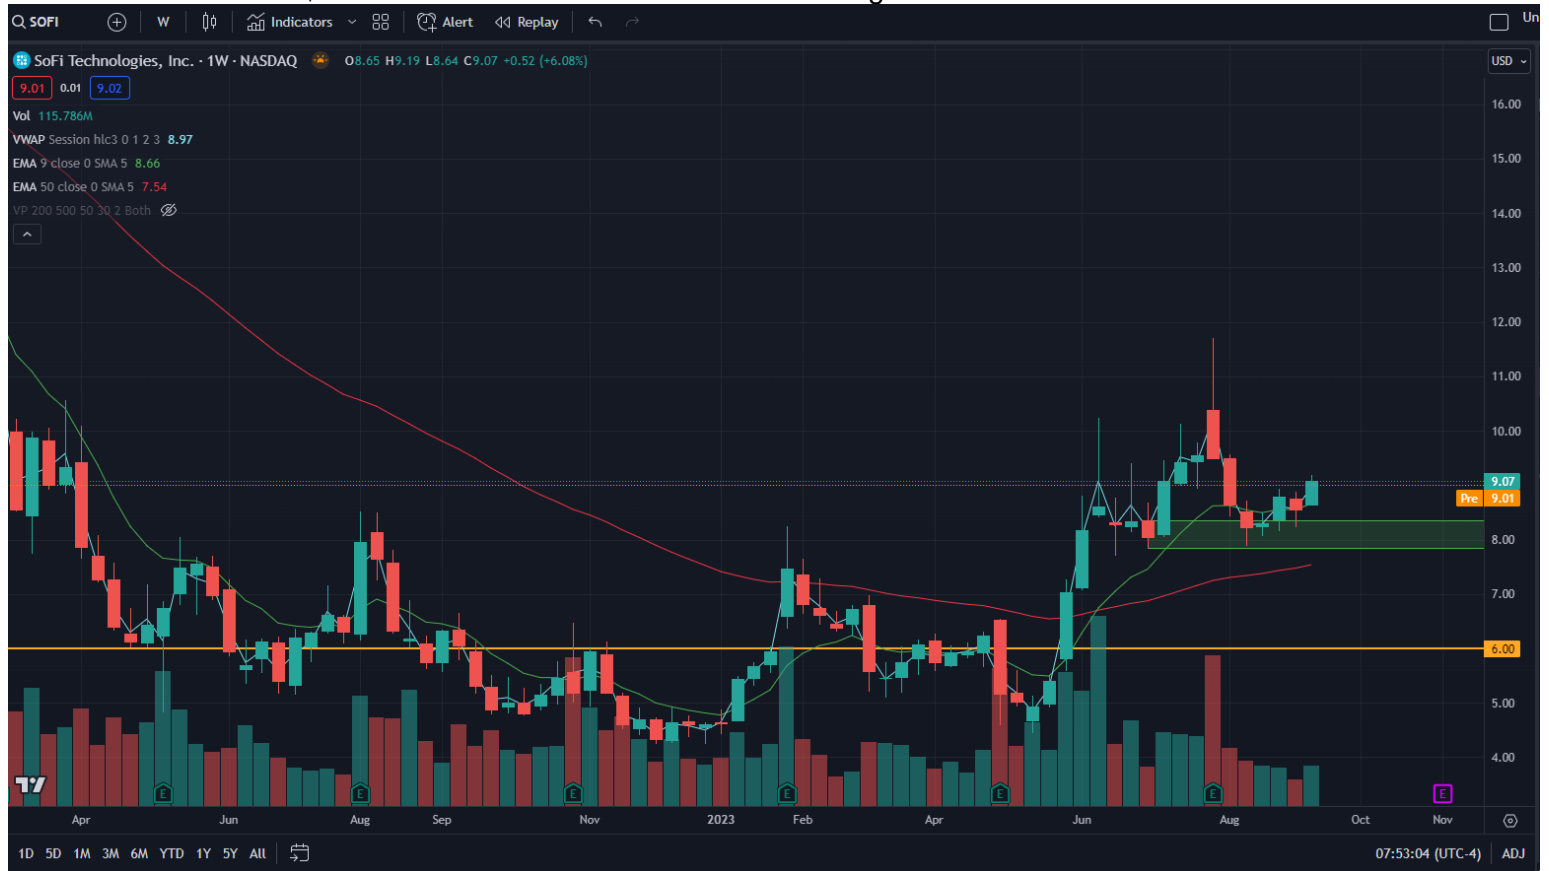 SOFI W Indicators Alert Replay Un
SoFi Technologies, Inc. · 1W · NASDAQ O8.65 H9.19 L8.64 C9.07 +0.52 (+6.08%) USD
9.01 0.01 9.02
Vol 115.786M
VWAP Session hlc3 0 1 2 3 8.97
EMA 9 close 0 SMA 5 8.66
EMA 50 close 0 SMA 5 7.54
VP 200 500 50 30 2 Both
16.00
15.00
14.00
13.00
12.00
11.00
10.00
9.07
Pre 9.01
8.00
7.00
6.00
5.00
4.00
E E E E E E E
Apr Jun Aug Sep Nov 2023 Feb Apr Jun Aug Oct Nov
1D 5D 1M 3M 6M YTD 1Y 5Y All 07:53:04 (UTC-4) ADJ